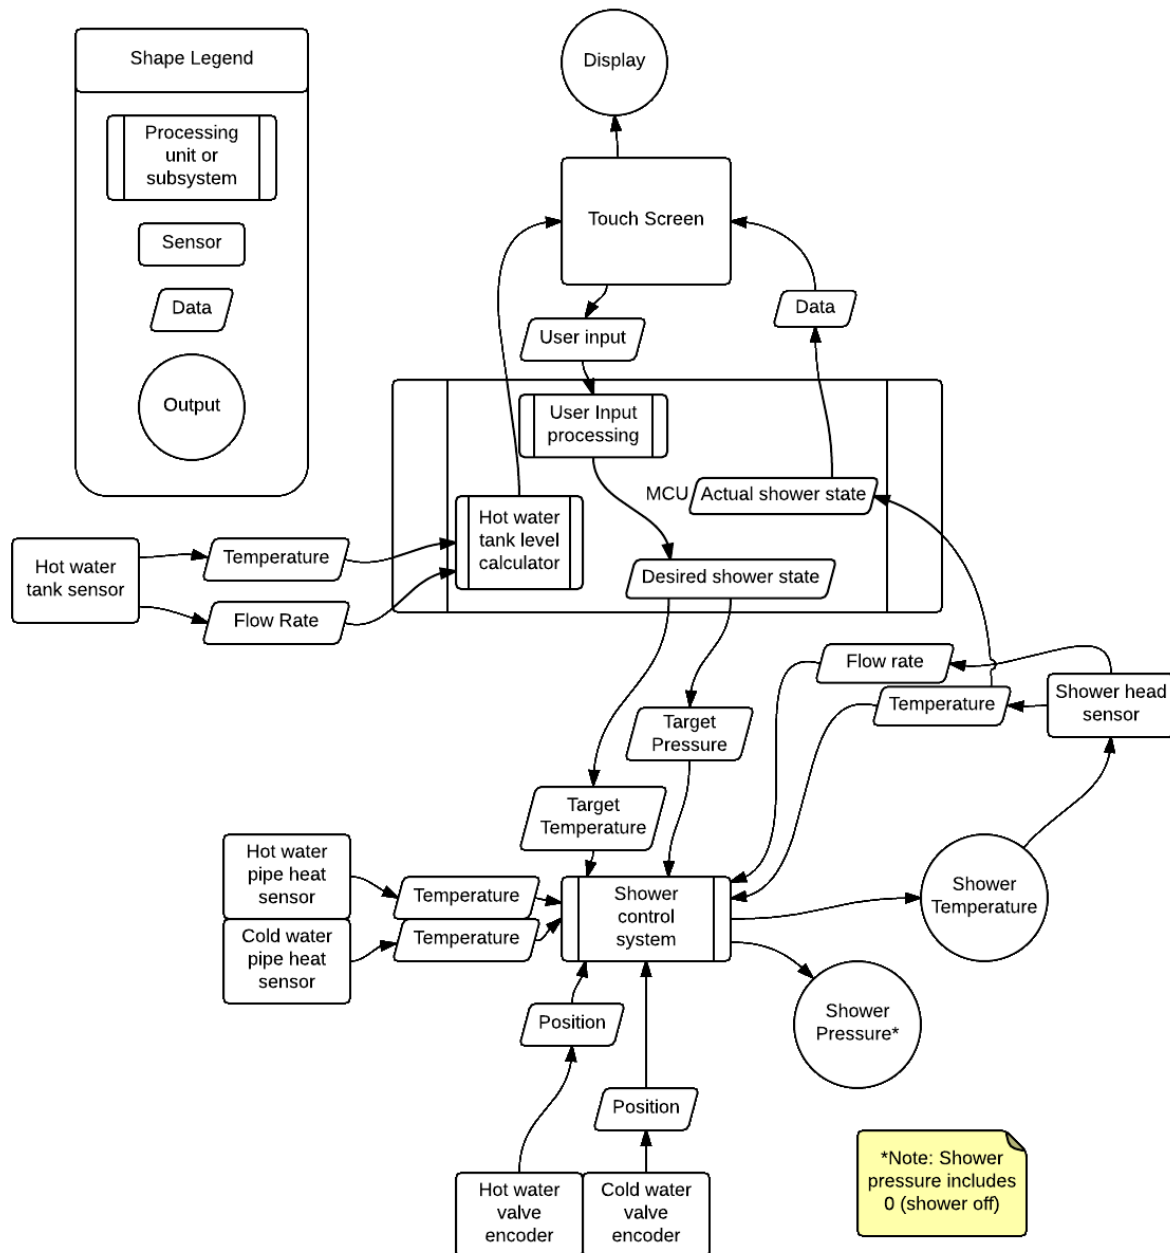 Shape Legend
Processing
unit or
subsystem
Sensor
Data
Output
Display
Touch Screen
User input
Data
User Input
processing
MCU
Actual shower state
Hot water
tank level
calculator
Desired shower state
Hot water
tank sensor
Temperature
Flow Rate
Flow rate
Temperature
Shower head
sensor
Target
Pressure
Target
Temperature
Hot water
pipe heat
sensor
Temperature
Cold water
pipe heat
sensor
Temperature
Shower
control
system
Shower
Temperature
Shower
Pressure*
Position
Position
Hot water
valve
encoder
Cold water
valve
encoder
*Note: Shower
pressure includes
0 (shower off)